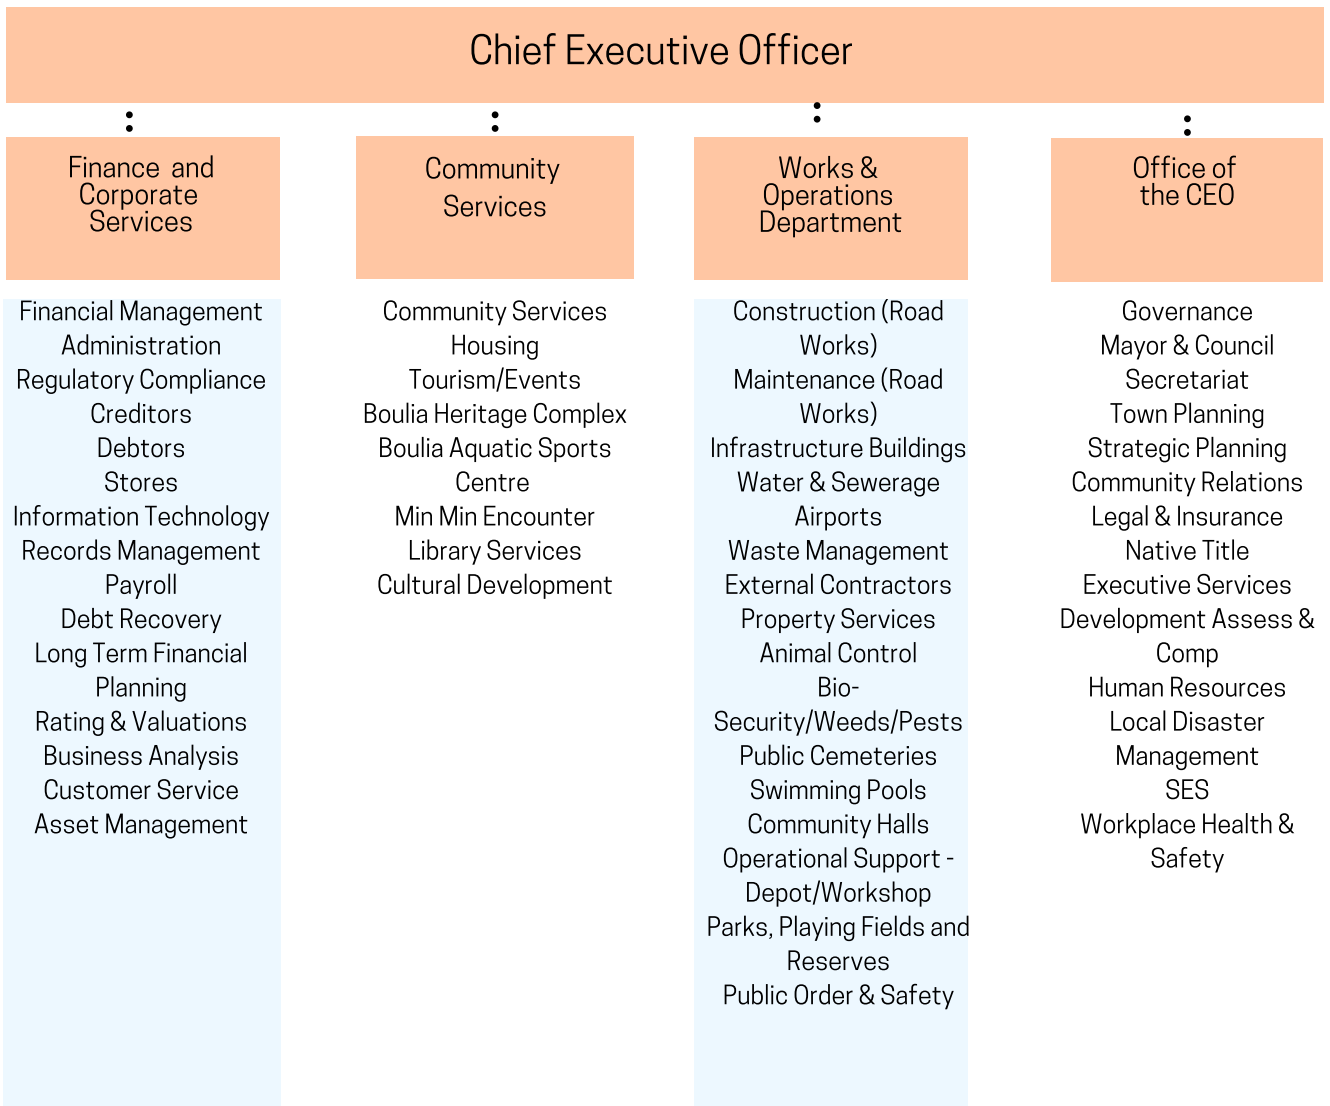 Chief Executive Officer
Finance and
Corporate
Services
Financial Management
Administration
Regulatory Compliance
Creditors
Debtors
Stores
Information Technology
Records Management
Payroll
Debt Recovery
Long Term Financial
Planning
Rating & Valuations
Business Analysis
Customer Service
Asset Management
Community
Services
Community Services
Housing
Tourism/Events
Boulia Heritage Complex
Boulia Aquatic Sports
Centre
Min Min Encounter
Library Services
Cultural Development
Works &
Operations
Department
Construction (Road
Works)
Maintenance (Road
Works)
Infrastructure Buildings
Water & Sewerage
Airports
Waste Management
External Contractors
Property Services
Animal Control
Bio-
Security/Weeds/Pests
Public Cemeteries
Swimming Pools
Community Halls
Operational Support -
Depot/Workshop
Parks, Playing Fields and
Reserves
Public Order & Safety
Office of
the CEO
Governance
Mayor & Council
Secretariat
Town Planning
Strategic Planning
Community Relations
Legal & Insurance
Native Title
Executive Services
Development Assess &
Comp
Human Resources
Local Disaster
Management
SES
Workplace Health &
Safety